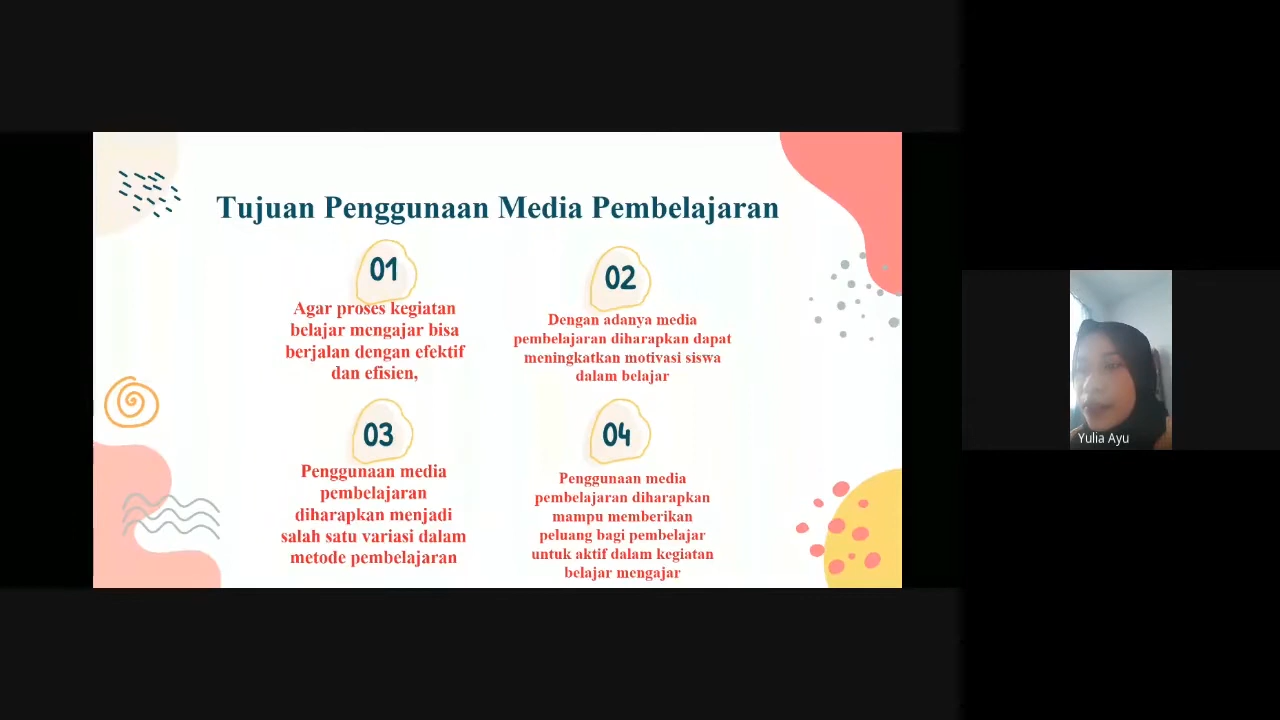 Tujuan Penggunaan Media Pembelajaran
01
Agar proses kegiatan
belajar mengajar bisa
berjalan dengan efektif
dan efisien,
02
Dengan adanya media
pembelajaran diharapkan dapat
meningkatkan motivasi siswa
dalam belajar
03
Penggunaan media
pembelajaran
diharapkan menjadi
salah satu variasi dalam
metode pembelajaran
04
Penggunaan media
pembelajaran diharapkan
mampu memberikan
peluang bagi pembelajar
untuk aktif dalam kegiatan
belajar mengajar
Yulia Ayu